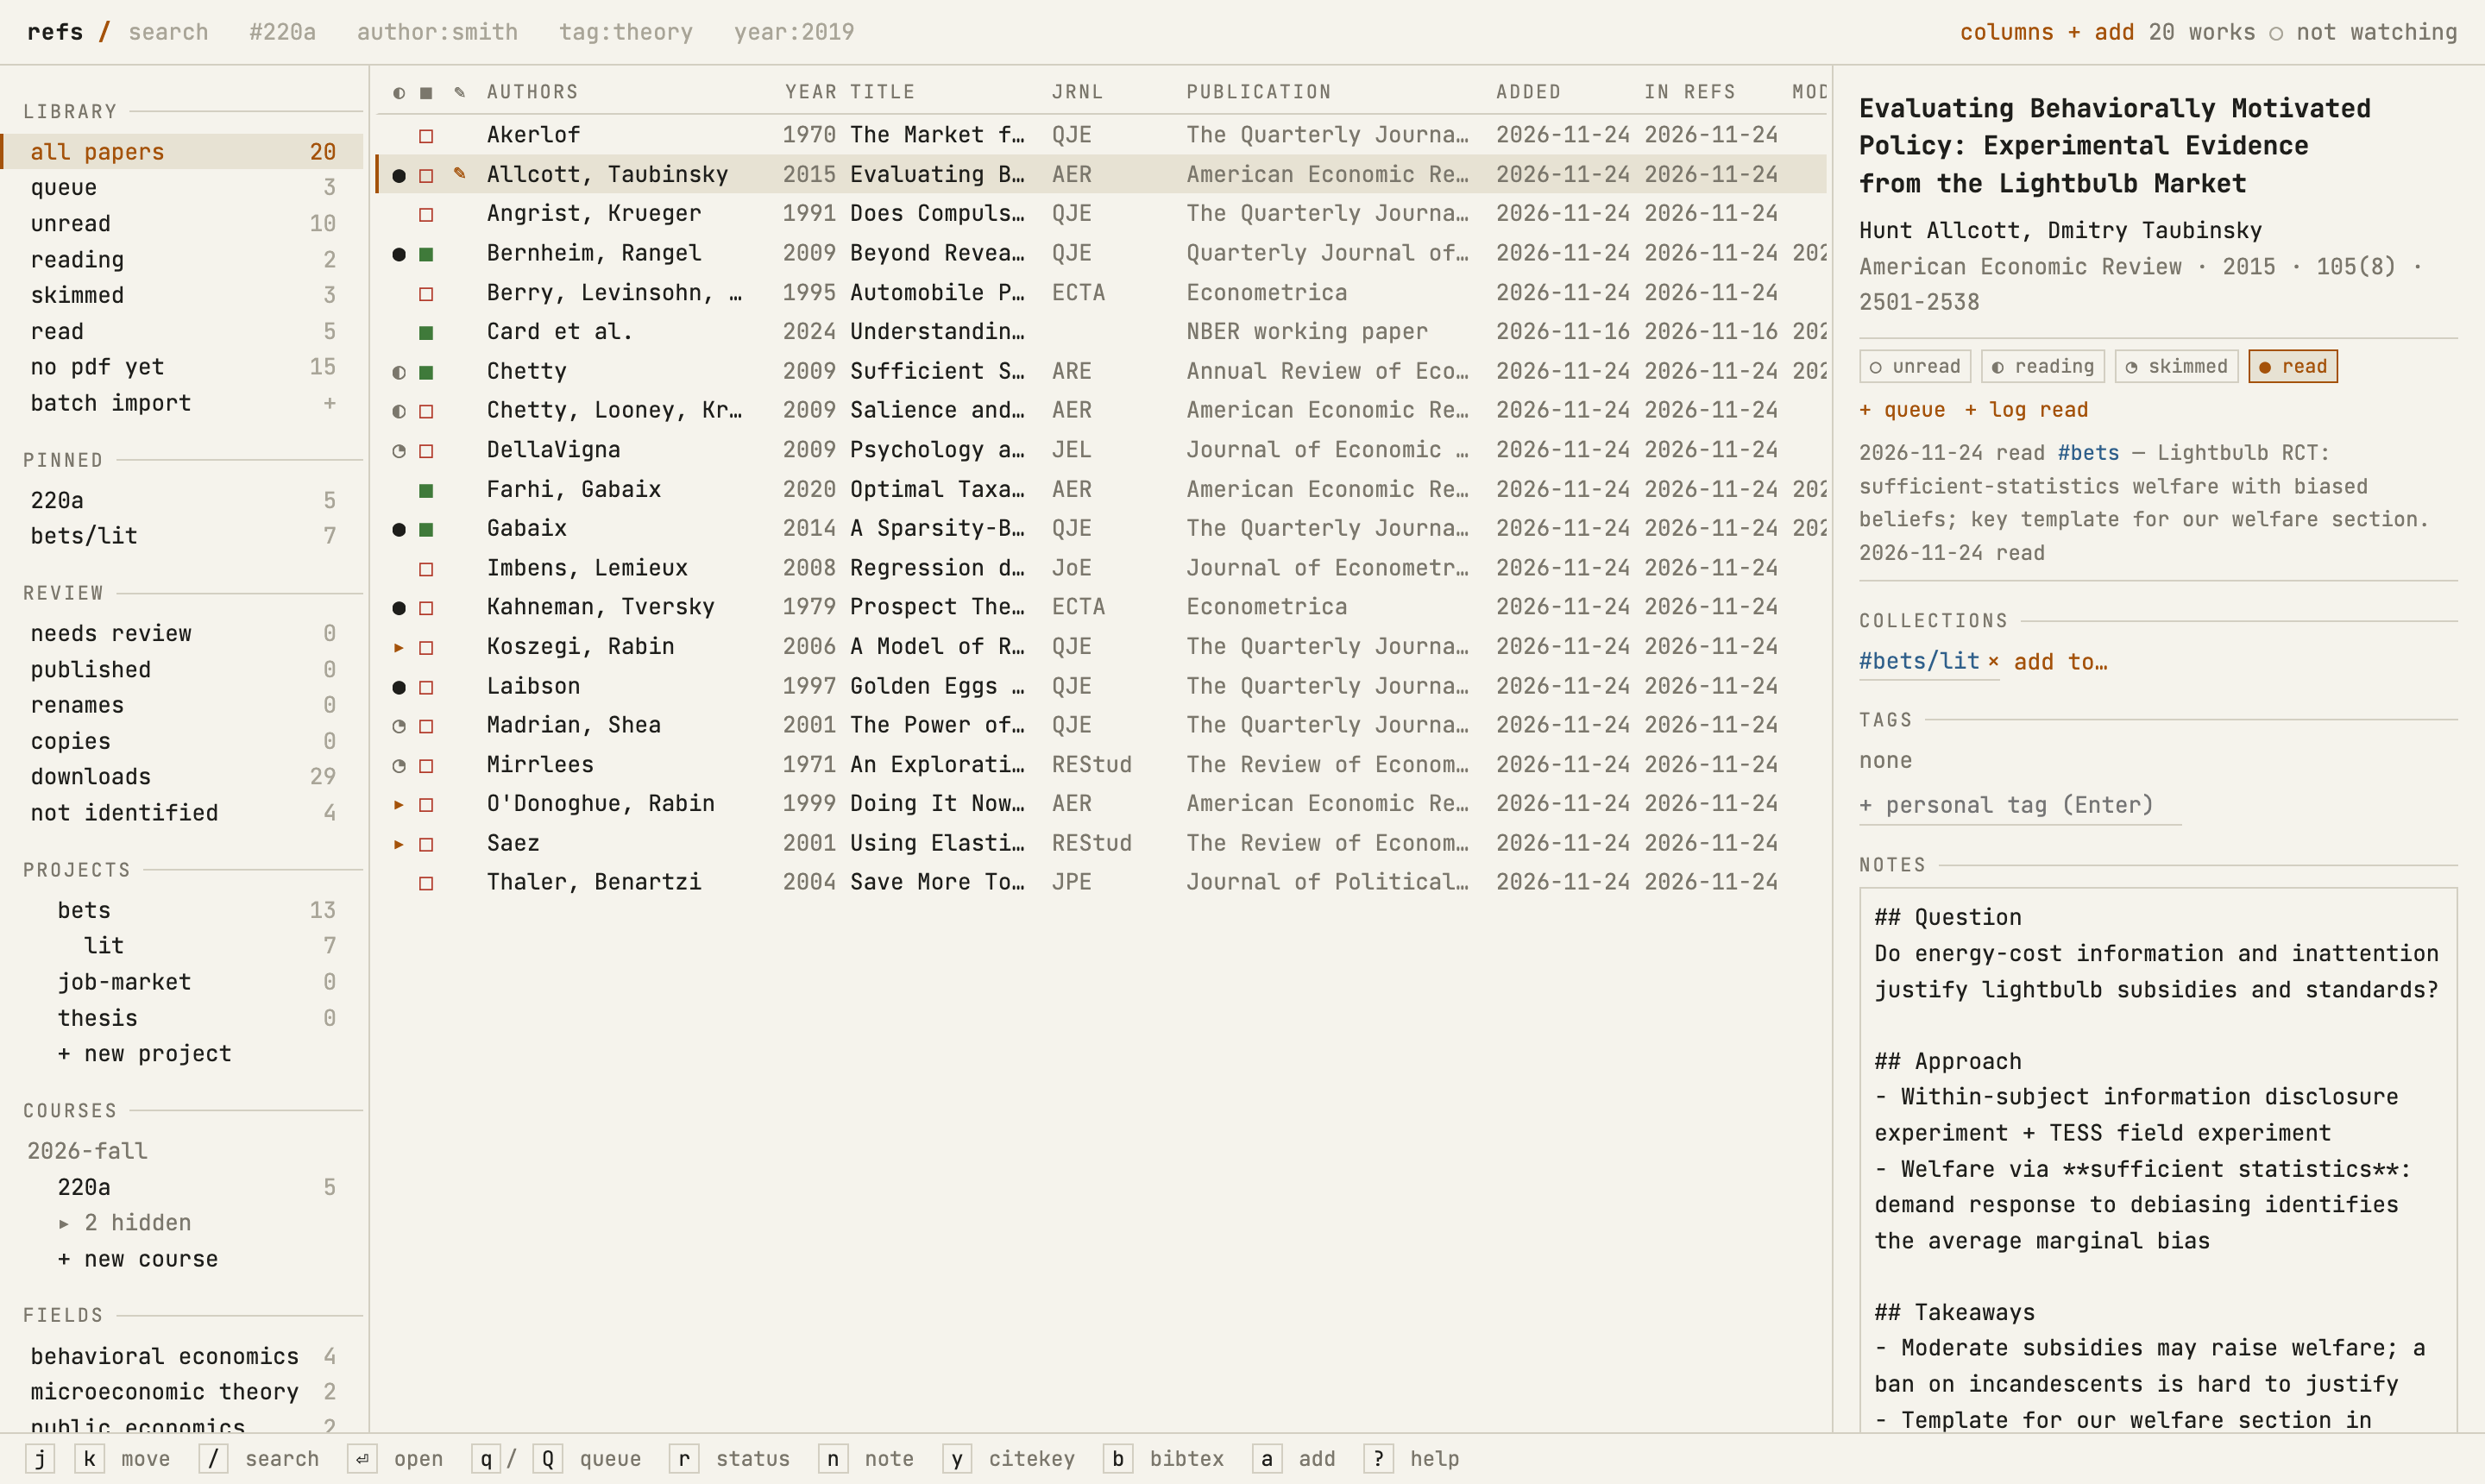 refs / search #220a author:smith tag:theory year:2019 columns + add 20 works ○ not watching
LIBRARY
all papers 20
queue 3
unread 10
reading 2
skimmed 3
read 5
no pdf yet 15
batch import +
PINNED
220a 5
bets/lit 7
REVIEW
needs review 0
published 0
renames 0
copies 0
downloads 29
not identified 4
PROJECTS
bets 13
lit 7
job-market 0
thesis 0
+ new project
COURSES
2026-fall
220a 5
▸ 2 hidden
+ new course
FIELDS
behavioral economics 4
microeconomic theory 2
public economics 2
◐ ■ ✎ AUTHORS YEAR TITLE JRNL PUBLICATION ADDED IN REFS MOD
□ Akerlof 1970 The Market f… QJE The Quarterly Journa… 2026-11-24 2026-11-24
● □ ✎ Allcott, Taubinsky 2015 Evaluating B… AER American Economic Re… 2026-11-24 2026-11-24
□ Angrist, Krueger 1991 Does Compuls… QJE The Quarterly Journa… 2026-11-24 2026-11-24
● ■ Bernheim, Rangel 2009 Beyond Revea… QJE Quarterly Journal of… 2026-11-24 2026-11-24 202
□ Berry, Levinsohn, … 1995 Automobile P… ECTA Econometrica 2026-11-24 2026-11-24
■ Card et al. 2024 Understandin… NBER working paper 2026-11-16 2026-11-16 202
◐ ■ Chetty 2009 Sufficient S… ARE Annual Review of Eco… 2026-11-24 2026-11-24 202
◐ □ Chetty, Looney, Kr… 2009 Salience and… AER American Economic Re… 2026-11-24 2026-11-24
◔ □ DellaVigna 2009 Psychology a… JEL Journal of Economic … 2026-11-24 2026-11-24
■ Farhi, Gabaix 2020 Optimal Taxa… AER American Economic Re… 2026-11-24 2026-11-24 202
● ■ Gabaix 2014 A Sparsity-B… QJE The Quarterly Journa… 2026-11-24 2026-11-24 202
□ Imbens, Lemieux 2008 Regression d… JoE Journal of Econometr… 2026-11-24 2026-11-24
● □ Kahneman, Tversky 1979 Prospect The… ECTA Econometrica 2026-11-24 2026-11-24
▸ □ Koszegi, Rabin 2006 A Model of R… QJE The Quarterly Journa… 2026-11-24 2026-11-24
● □ Laibson 1997 Golden Eggs … QJE The Quarterly Journa… 2026-11-24 2026-11-24
◔ □ Madrian, Shea 2001 The Power of… QJE The Quarterly Journa… 2026-11-24 2026-11-24
◔ □ Mirrlees 1971 An Explorati… REStud The Review of Econom… 2026-11-24 2026-11-24
▸ □ O'Donoghue, Rabin 1999 Doing It Now… AER American Economic Re… 2026-11-24 2026-11-24
▸ □ Saez 2001 Using Elasti… REStud The Review of Econom… 2026-11-24 2026-11-24
□ Thaler, Benartzi 2004 Save More To… JPE Journal of Political… 2026-11-24 2026-11-24
Evaluating Behaviorally Motivated
Policy: Experimental Evidence
from the Lightbulb Market
Hunt Allcott, Dmitry Taubinsky
American Economic Review · 2015 · 105(8) ·
2501-2538
○ unread ◐ reading ◔ skimmed ● read
+ queue + log read
2026-11-24 read #bets — Lightbulb RCT:
sufficient-statistics welfare with biased
beliefs; key template for our welfare section.
2026-11-24 read
COLLECTIONS
#bets/lit × add to…
TAGS
none
+ personal tag (Enter)
NOTES
## Question
Do energy-cost information and inattention
justify lightbulb subsidies and standards?
## Approach
- Within-subject information disclosure
experiment + TESS field experiment
- Welfare via **sufficient statistics**:
demand response to debiasing identifies
the average marginal bias
## Takeaways
- Moderate subsidies may raise welfare; a
ban on incandescents is hard to justify
- Template for our welfare section in
j k move / search ⏎ open q / Q queue r status n note y citekey b bibtex a add ? help